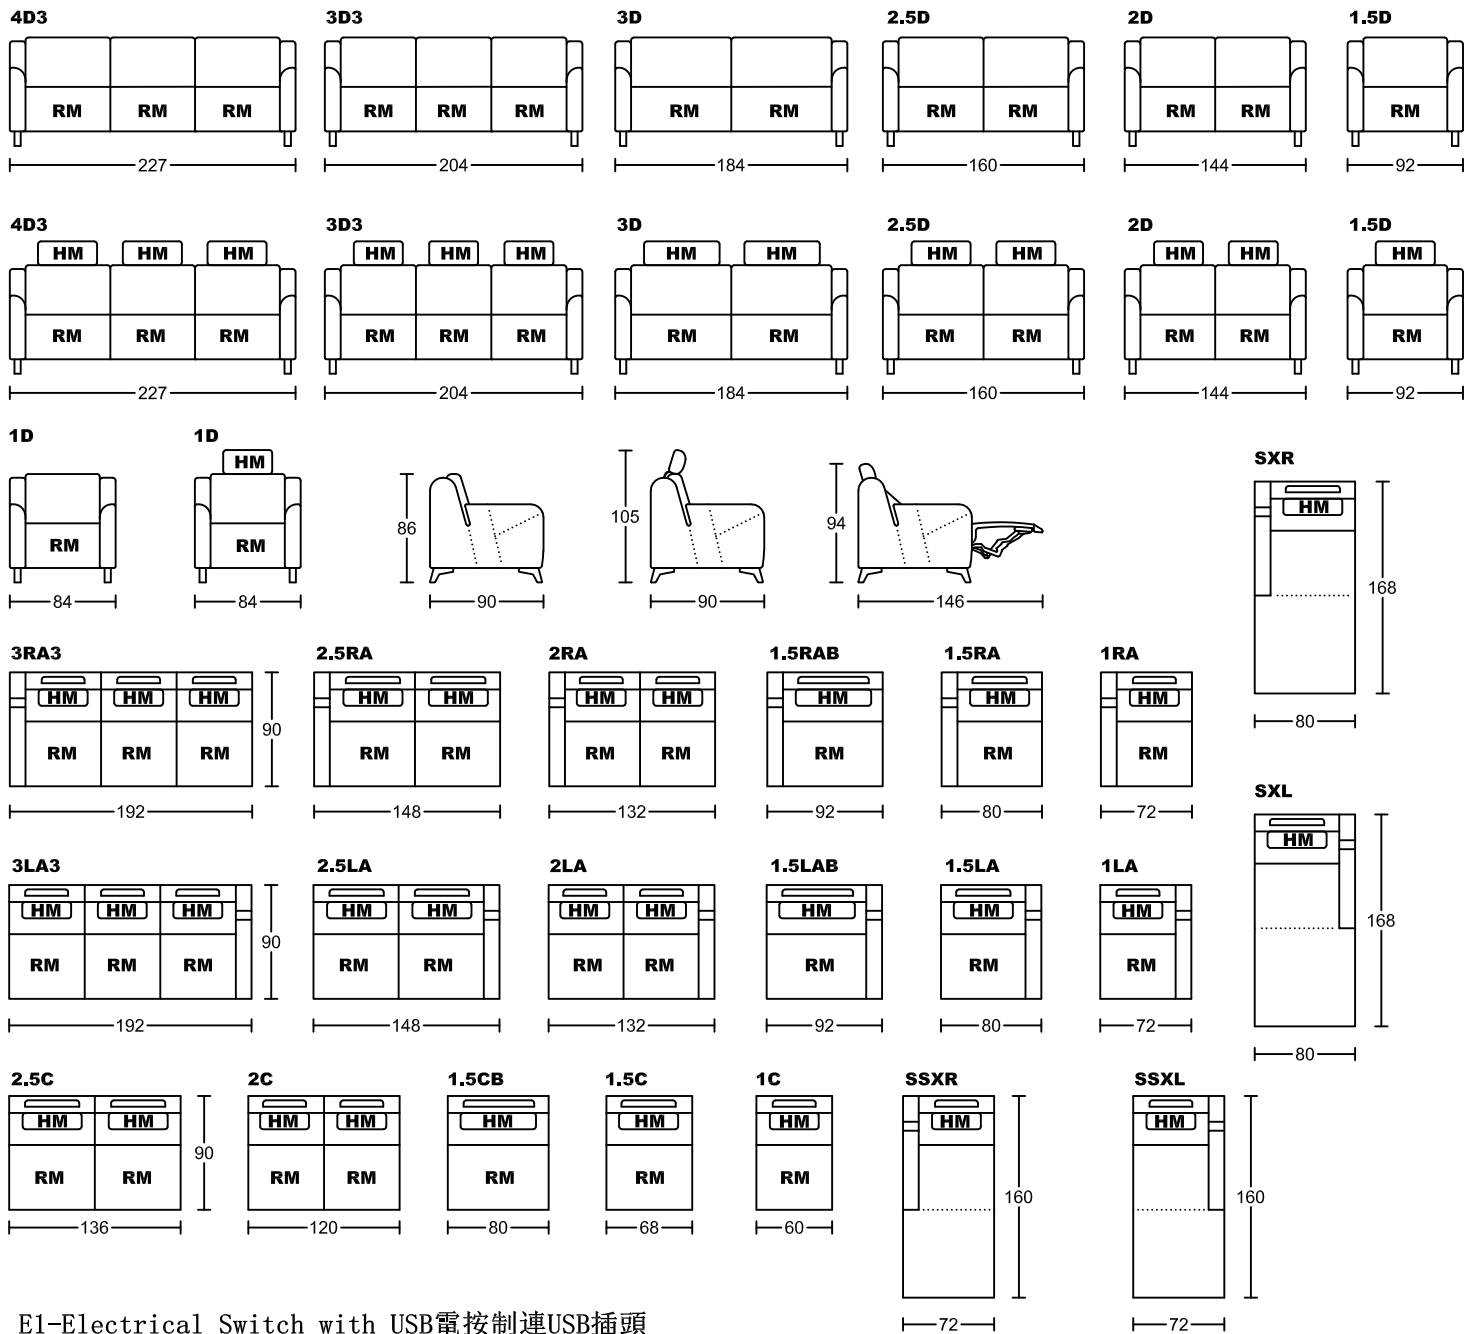 4D3 3D3 3D 2.5D 2D 1.5D
RM RM RM RM RM RM RM RM RM RM RM RM RM
227 204 184 160 144 92
4D3 3D3 3D 2.5D 2D 1.5D
HM HM HM HM HM HM HM HM HM HM HM HM HM
RM RM RM RM RM RM RM RM RM RM RM RM RM
227 204 184 160 144 92
1D 1D
HM
SXR
HM
86 105 94
RM RM
168
84 84 90 90 146
3RA3 2.5RA 2RA 1.5RAB 1.5RA 1RA
HM HM HM HM HM HM HM HM HM HM
80
90
RM RM RM RM RM RM RM RM RM RM
SXL
192 148 132 92 80 72
HM
3LA3 2.5LA 2LA 1.5LAB 1.5LA 1LA
HM HM HM HM HM HM HM HM HM HM
168
90
RM RM RM RM RM RM RM RM RM RM
192 148 132 92 80 72
80
2.5C 2C 1.5CB 1.5C 1C SSXR SSXL
HM HM HM HM HM HM HM HM HM
90
RM RM RM RM RM RM RM
160 160
136 120 80 68 60
E1-Electrical Switch with USB電按制連USB插頭
72 72